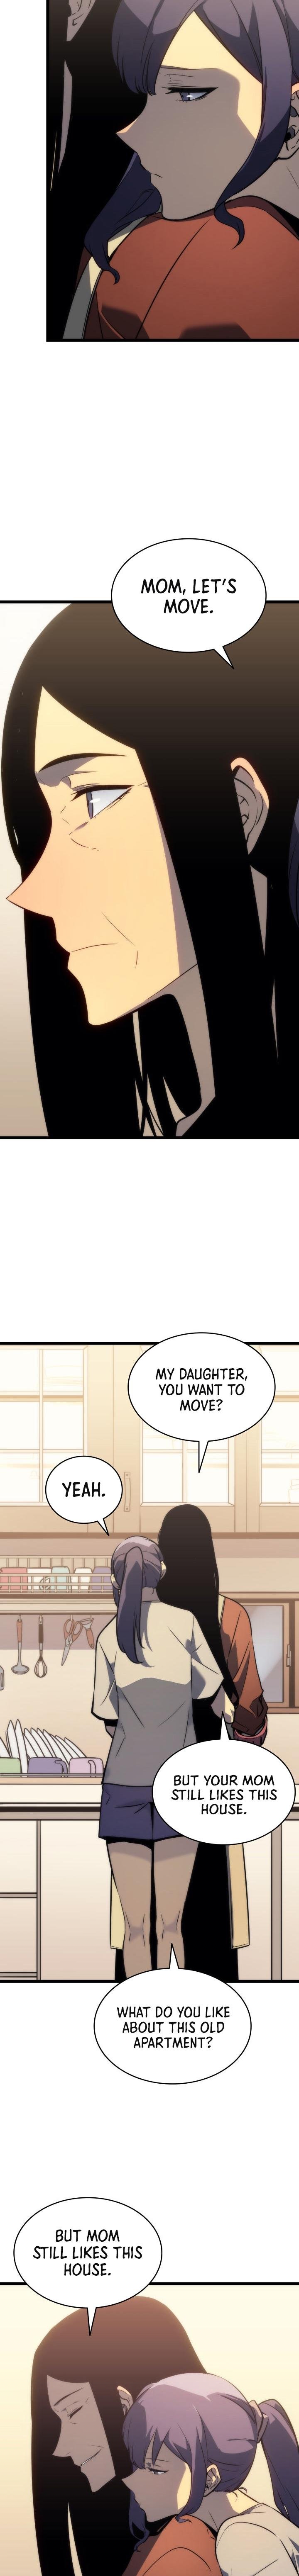 MOM, LET'S
MOVE.
MY DAUGHTER,
YOU WANT TO
MOVE?
YEAH.
BUT YOUR MOM
STILL LIKES THIS
HOUSE.
WHAT DO YOU LIKE
ABOUT THIS OLD
APARTMENT?
BUT MOM
STILL LIKES THIS
HOUSE.